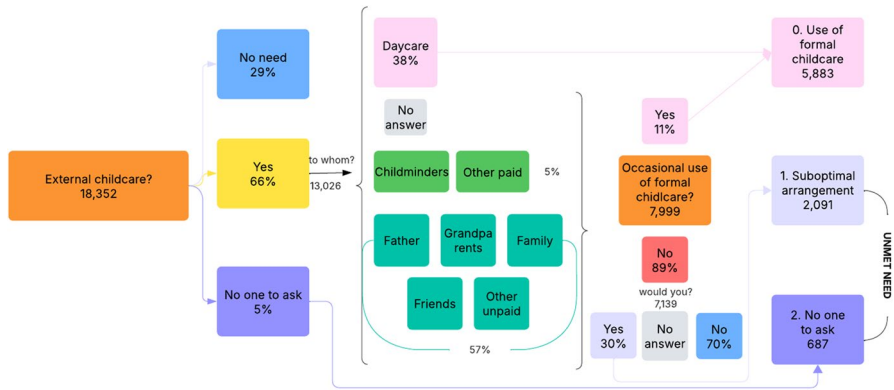 External childcare?
18,352
No need
29%
Yes
66%
No one to ask
5%
to whom?
13,026
Daycare
38%
No
answer
Childminders
Other paid
5%
Father
Grandpa
rents
Family
Friends
Other
unpaid
57%
Yes
11%
Occasional use
of formal
chidlcare?
7,999
No
89%
would you?
7,139
Yes
30%
No
answer
No
70%
0. Use of
formal
childcare
5,883
1. Suboptimal
arrangement
2,091
2. No one
to ask
687
UNMET NEED